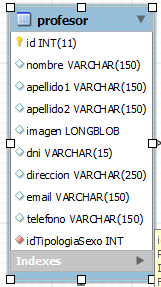 profesor
id INT(11)
nombre VARCHAR(150)
apellido1 VARCHAR(150)
apellido2 VARCHAR(150)
imagen LONGBLOB
dni VARCHAR(15)
direccion VARCHAR(250)
email VARCHAR(150)
telefono VARCHAR(150)
idTipologiaSexo INT
Indexes